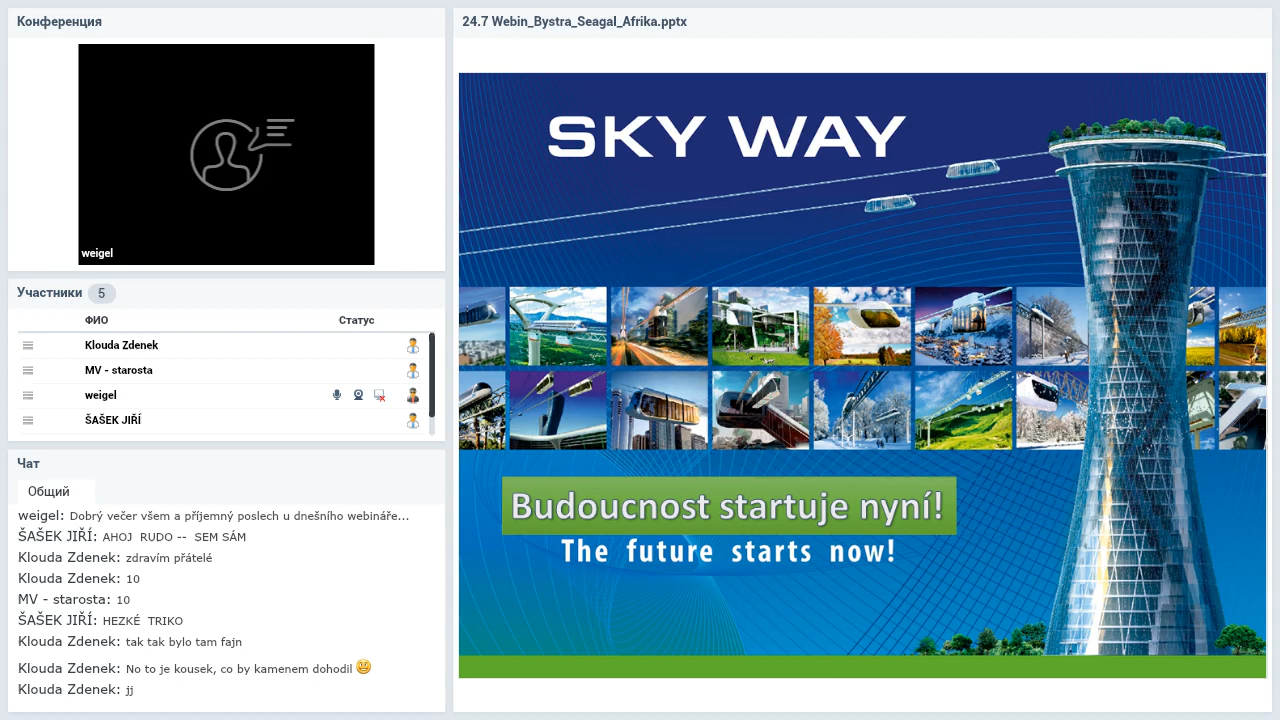 Конференция
weigel
Участники 5
ФИО Статус
Klouda Zdenek
MV - starosta
weigel
ŠAŠEK JIŘÍ
Чат
Общий
weigel: Dobrý večer všem a příjemný poslech u dnešního webináře...
ŠAŠEK JIŘÍ: AHOJ RUDO -- SEM SÁM
Klouda Zdenek: zdravím přátelé
Klouda Zdenek: 10
MV - starosta: 10
ŠAŠEK JIŘÍ: HEZKÉ TRIKO
Klouda Zdenek: tak tak bylo tam fajn
Klouda Zdenek: No to je kousek, co by kamenem dohodil
Klouda Zdenek: jj
24.7 Webin_Bystra_Seagal_Afrika.pptx
SKY WAY
Budoucnost startuje nyní!
The future starts now!